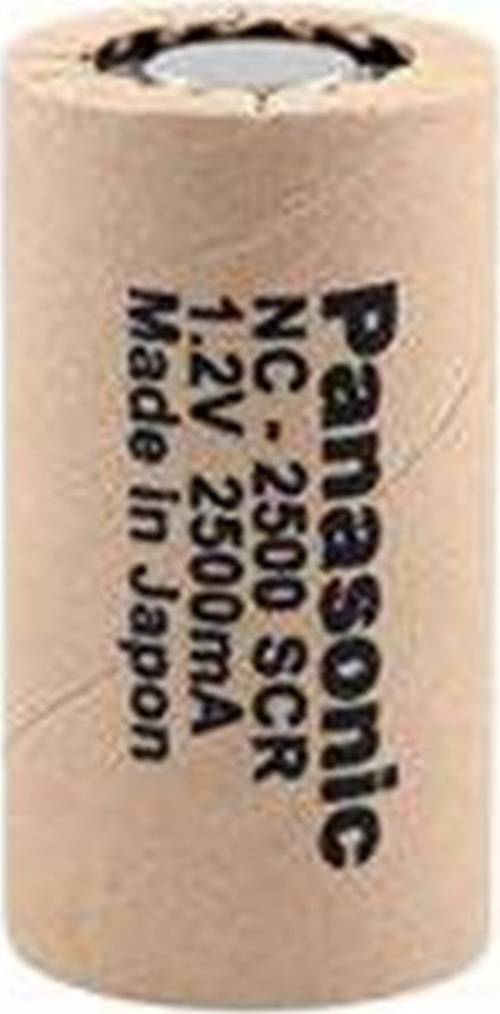 Panasonic
NC - 2500 SCR
1.2V 2500mA
Made in Japon